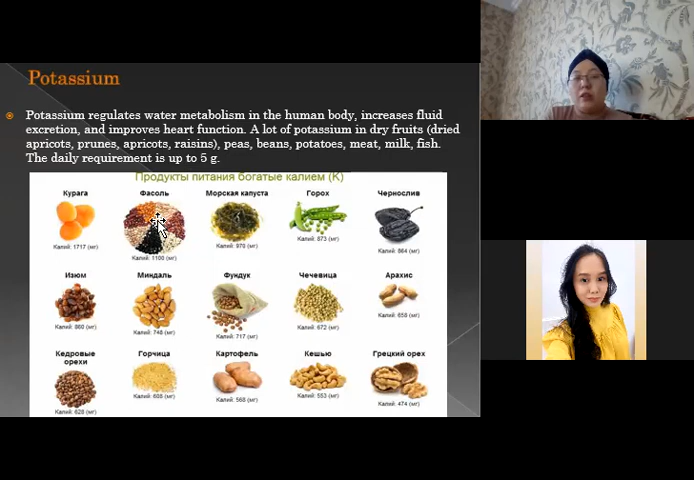 Potassium
Potassium regulates water metabolism in the human body, increases fluid
excretion, and improves heart function. A lot of potassium in dry fruits (dried
apricots, prunes, apricots, raisins), peas, beans, potatoes, meat, milk, fish.
The daily requirement is up to 5 g.
Продукты питания богатые калием (K)
Курага Фасоль Морская капуста Горох Чернослив
Калий: 1717 (мг) Калий: 1100 (мг) Калий: 970 (мг) Калий: 873 (мг) Калий: 864 (мг)
Изюм Миндаль Фундук Чечевица Арахис
Калий: 860 (мг) Калий: 748 (мг) Калий: 717 (мг) Калий: 672 (мг) Калий: 658 (мг)
Кедровые
орехи Горчица Картофель Кешью Грецкий орех
Калий: 628 (мг) Калий: 608 (мг) Калий: 568 (мг) Калий: 553 (мг) Калий: 474 (мг)